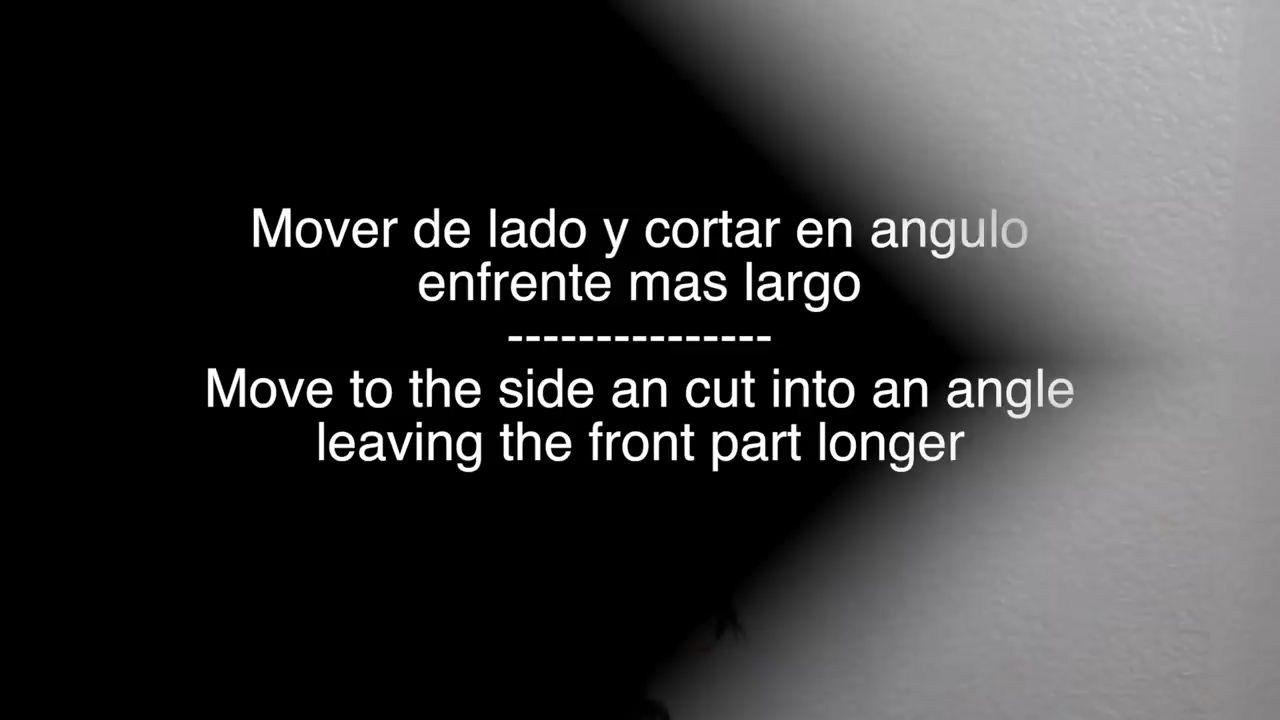 Mover de lado y cortar en angulo
enfrente mas largo
---------------
Move to the side an cut into an angle
leaving the front part longer